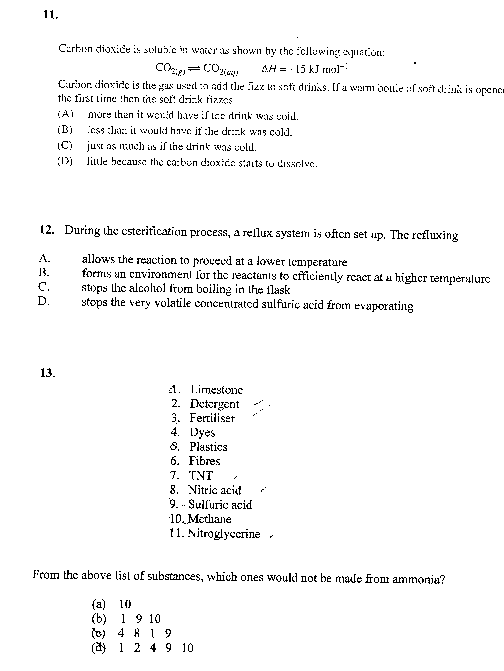 11.
Carbon dioxide is soluble in water as shown by the following equation:
CO2(g) ⇌ CO2(aq) ΔH = -15 kJ mol⁻¹
Carbon dioxide is the gas used to add the fizz to soft drinks. If a warm bottle of soft drink is opened
the first time then the soft drink fizzes
(A) more than it would have if the drink was cold.
(B) less than it would have if the drink was cold.
(C) just as much as if the drink was cold.
(D) little because the carbon dioxide starts to dissolve.
12. During the esterification process, a reflux system is often set up. The refluxing
A. allows the reaction to proceed at a lower temperature
B. forms an environment for the reactants to efficiently react at a higher temperature
C. stops the alcohol from boiling in the flask
D. stops the very volatile concentrated sulfuric acid from evaporating
13.
1. Limestone
2. Detergent
3. Fertiliser
4. Dyes
5. Plastics
6. Fibres
7. TNT
8. Nitric acid
9. Sulfuric acid
10. Methane
11. Nitroglycerine
From the above list of substances, which ones would not be made from ammonia?
(a) 10
(b) 1 9 10
(c) 4 8 1 9
(d) 1 2 4 9 10